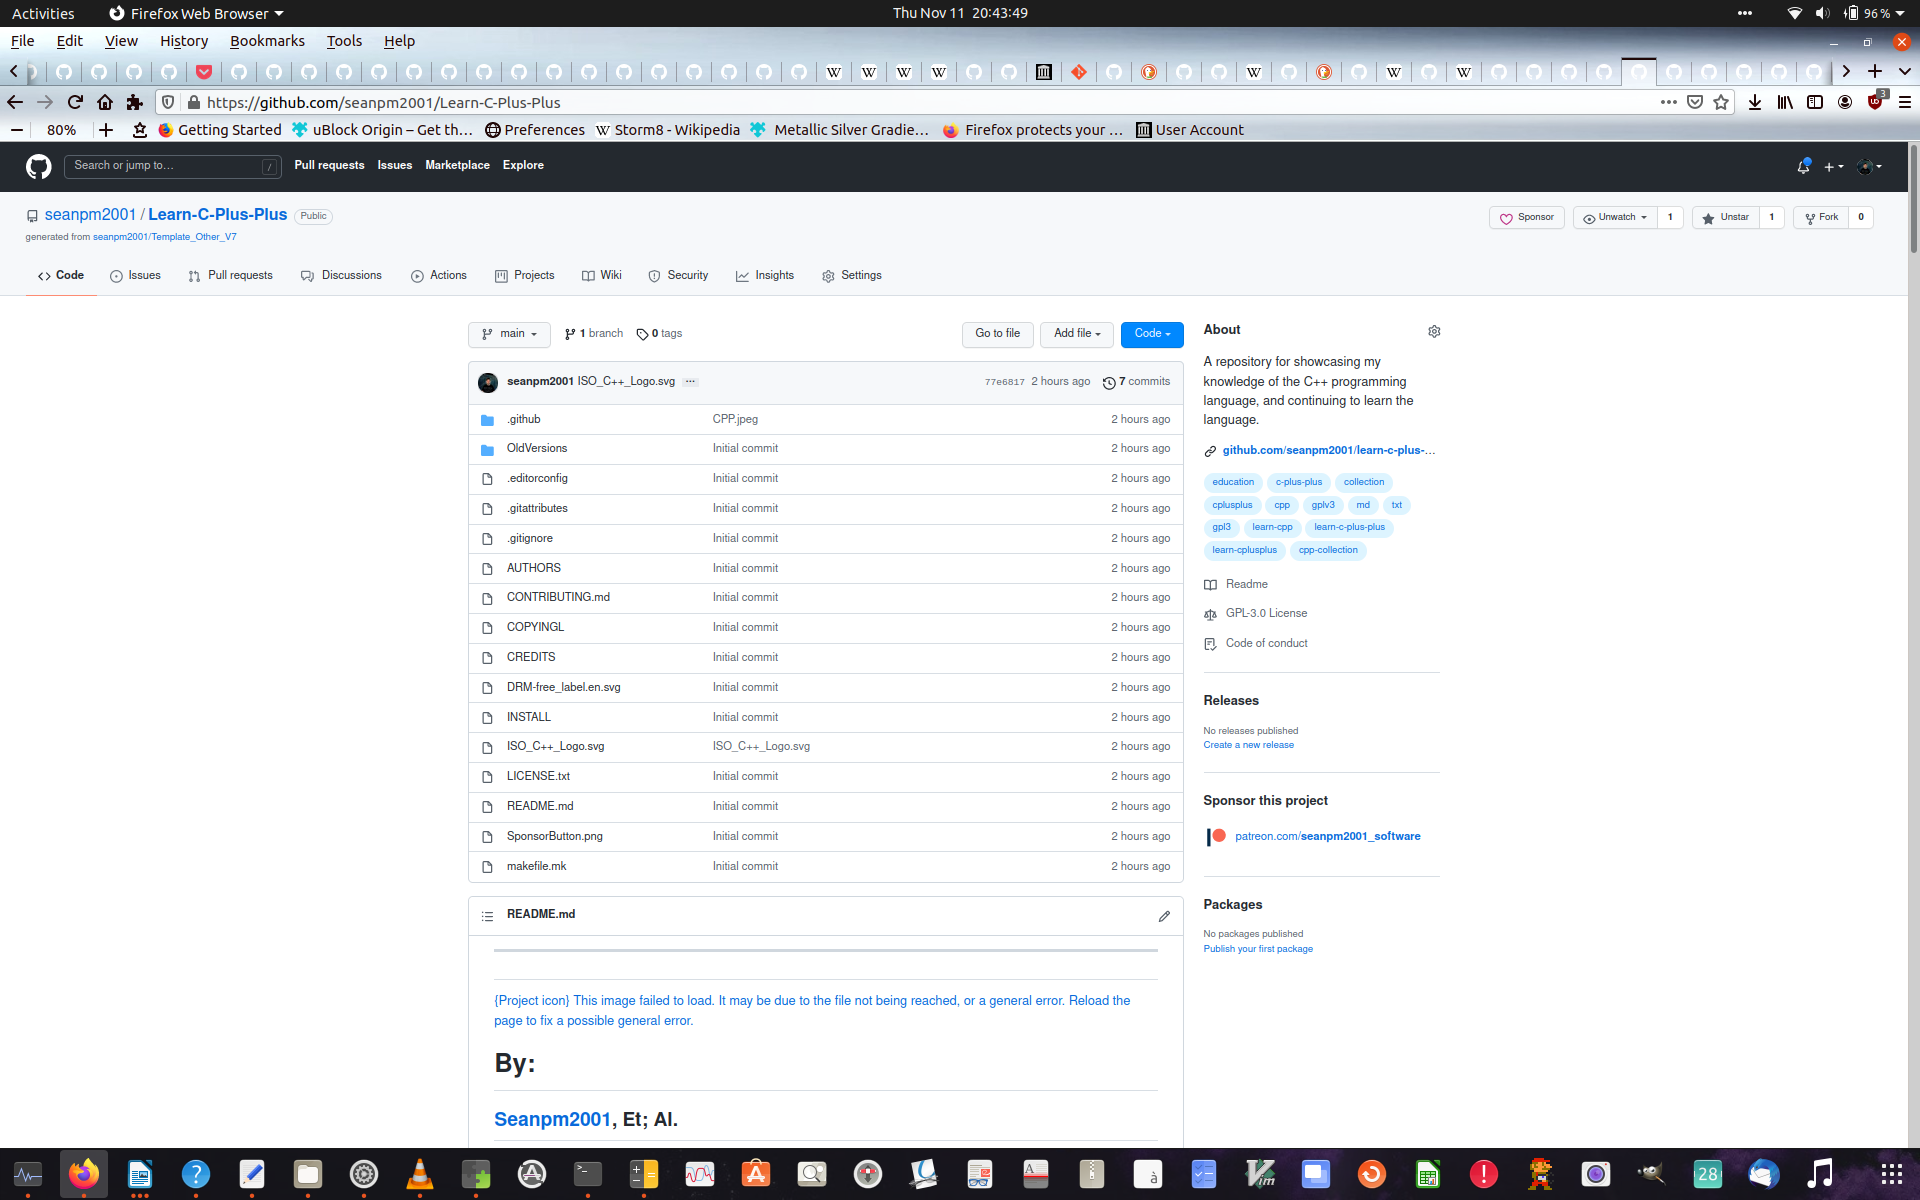 Activities Firefox Web Browser Thu Nov 11 20:43:49 96 %
File Edit View History Bookmarks Tools Help
https://github.com/seanpm2001/Learn-C-Plus-Plus 3
80% Getting Started uBlock Origin – Get th… Preferences Storm8 - Wikipedia Metallic Silver Gradie… Firefox protects your … User Account
Search or jump to… / Pull requests Issues Marketplace Explore
seanpm2001 / Learn-C-Plus-Plus Public Sponsor Unwatch 1 Unstar 1 Fork 0
generated from seanpm2001/Template_Other_V7
Code Issues Pull requests Discussions Actions Projects Wiki Security Insights Settings
main 1 branch 0 tags Go to file Add file Code
seanpm2001 ISO_C++_Logo.svg ... 77e6817 2 hours ago 7 commits
.github CPP.jpeg 2 hours ago
OldVersions Initial commit 2 hours ago
.editorconfig Initial commit 2 hours ago
.gitattributes Initial commit 2 hours ago
.gitignore Initial commit 2 hours ago
AUTHORS Initial commit 2 hours ago
CONTRIBUTING.md Initial commit 2 hours ago
COPYINGL Initial commit 2 hours ago
CREDITS Initial commit 2 hours ago
DRM-free_label.en.svg Initial commit 2 hours ago
INSTALL Initial commit 2 hours ago
ISO_C++_Logo.svg ISO_C++_Logo.svg 2 hours ago
LICENSE.txt Initial commit 2 hours ago
README.md Initial commit 2 hours ago
SponsorButton.png Initial commit 2 hours ago
makefile.mk Initial commit 2 hours ago
README.md
{Project icon} This image failed to load. It may be due to the file not being reached, or a general error. Reload the
page to fix a possible general error.
By:
Seanpm2001, Et; Al.
About
A repository for showcasing my
knowledge of the C++ programming
language, and continuing to learn the
language.
github.com/seanpm2001/learn-c-plus-…
education c-plus-plus collection
cplusplus cpp gplv3 md txt
gpl3 learn-cpp learn-c-plus-plus
learn-cplusplus cpp-collection
Readme
GPL-3.0 License
Code of conduct
Releases
No releases published
Create a new release
Sponsor this project
patreon.com/seanpm2001_software
Packages
No packages published
Publish your first package
28